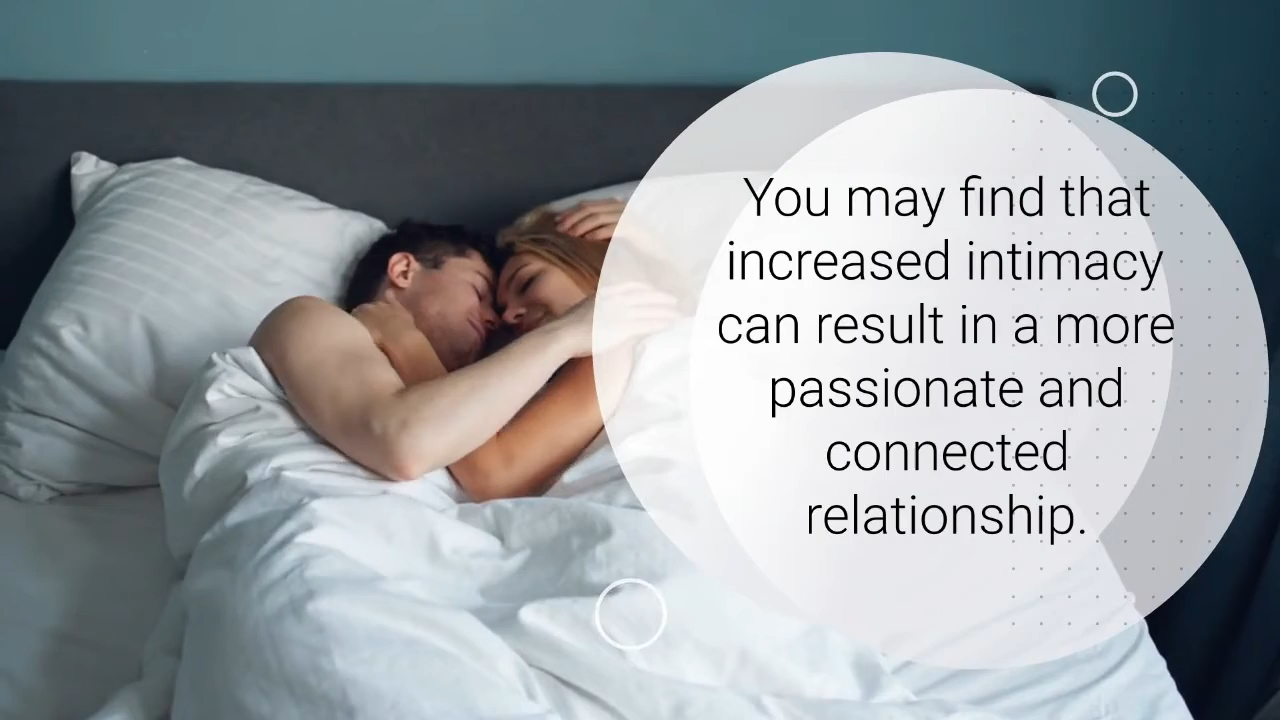 You may find that
increased intimacy
can result in a more
passionate and
connected
relationship.